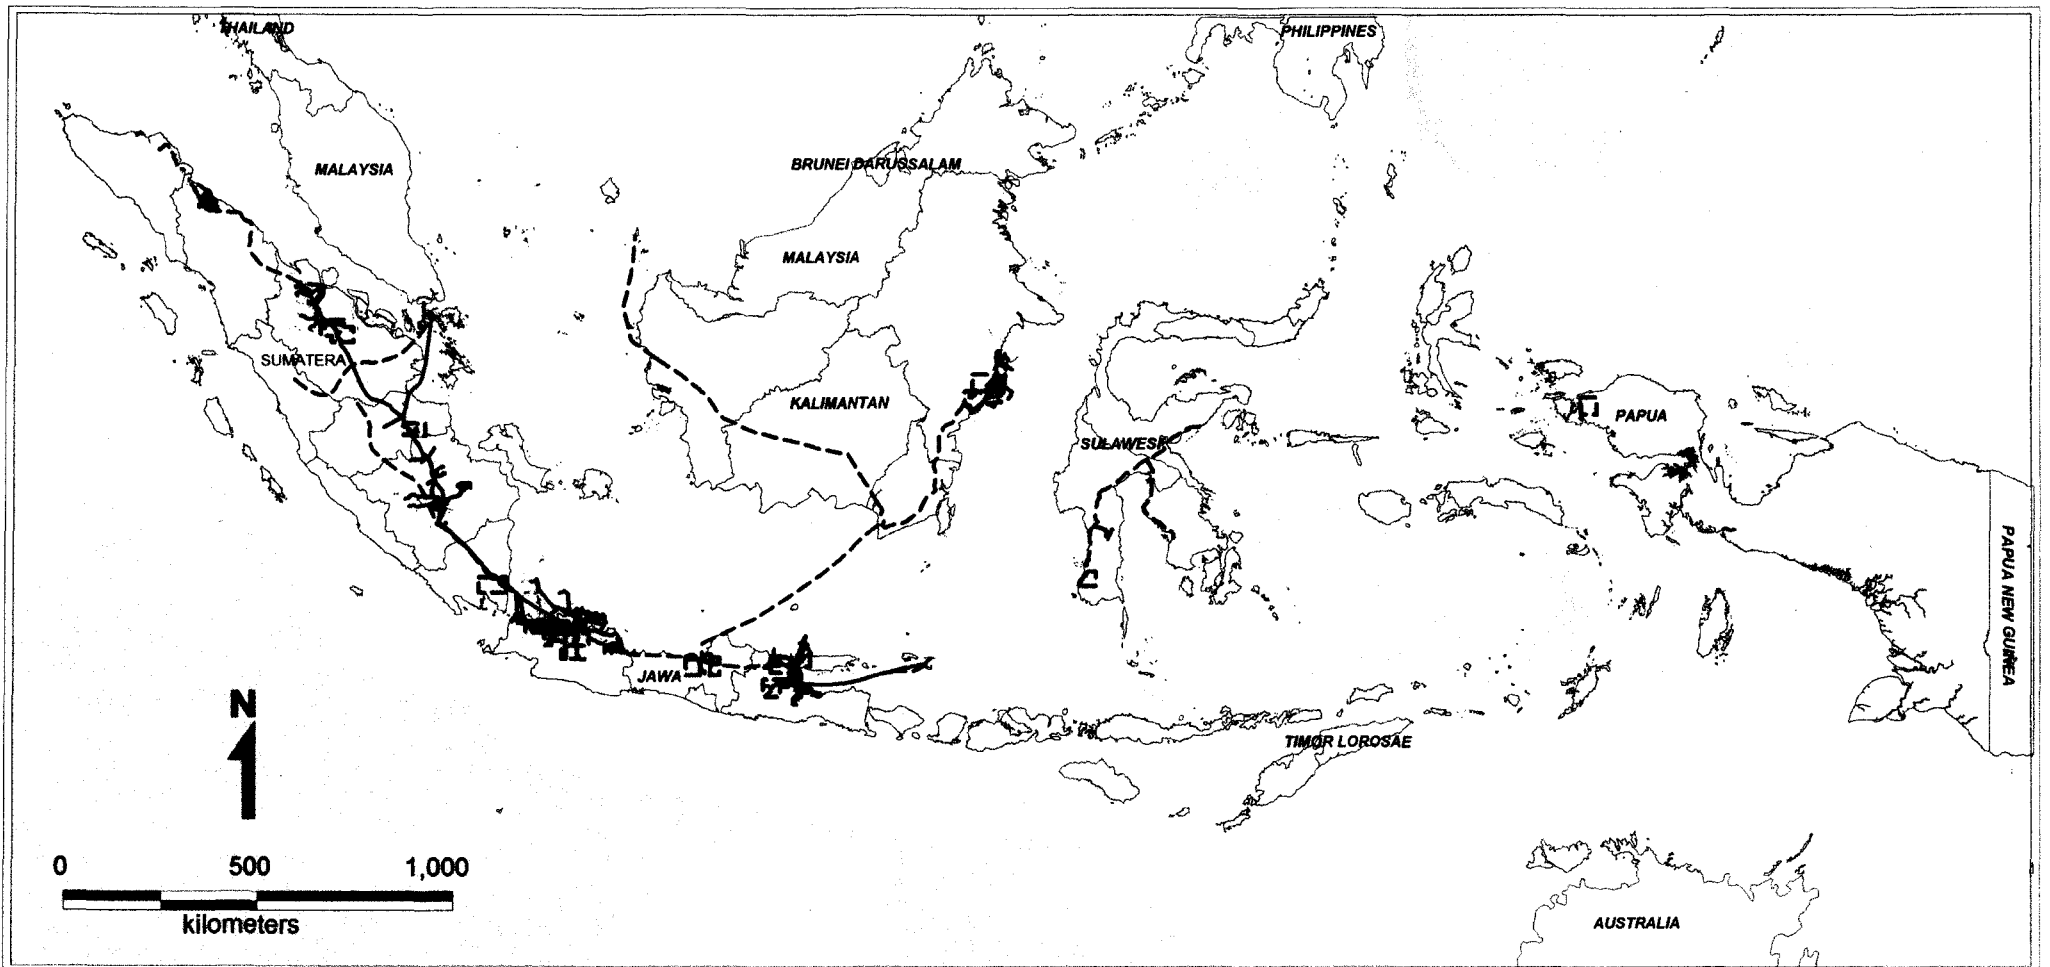 THAILAND
PHILIPPINES
MALAYSIA
BRUNEI DARUSSALAM
MALAYSIA
SUMATERA
KALIMANTAN
SULAWESI
PAPUA
PAPUA NEW GUINEA
JAWA
N
TIMOR LOROSAE
0 500 1,000
kilometers
AUSTRALIA